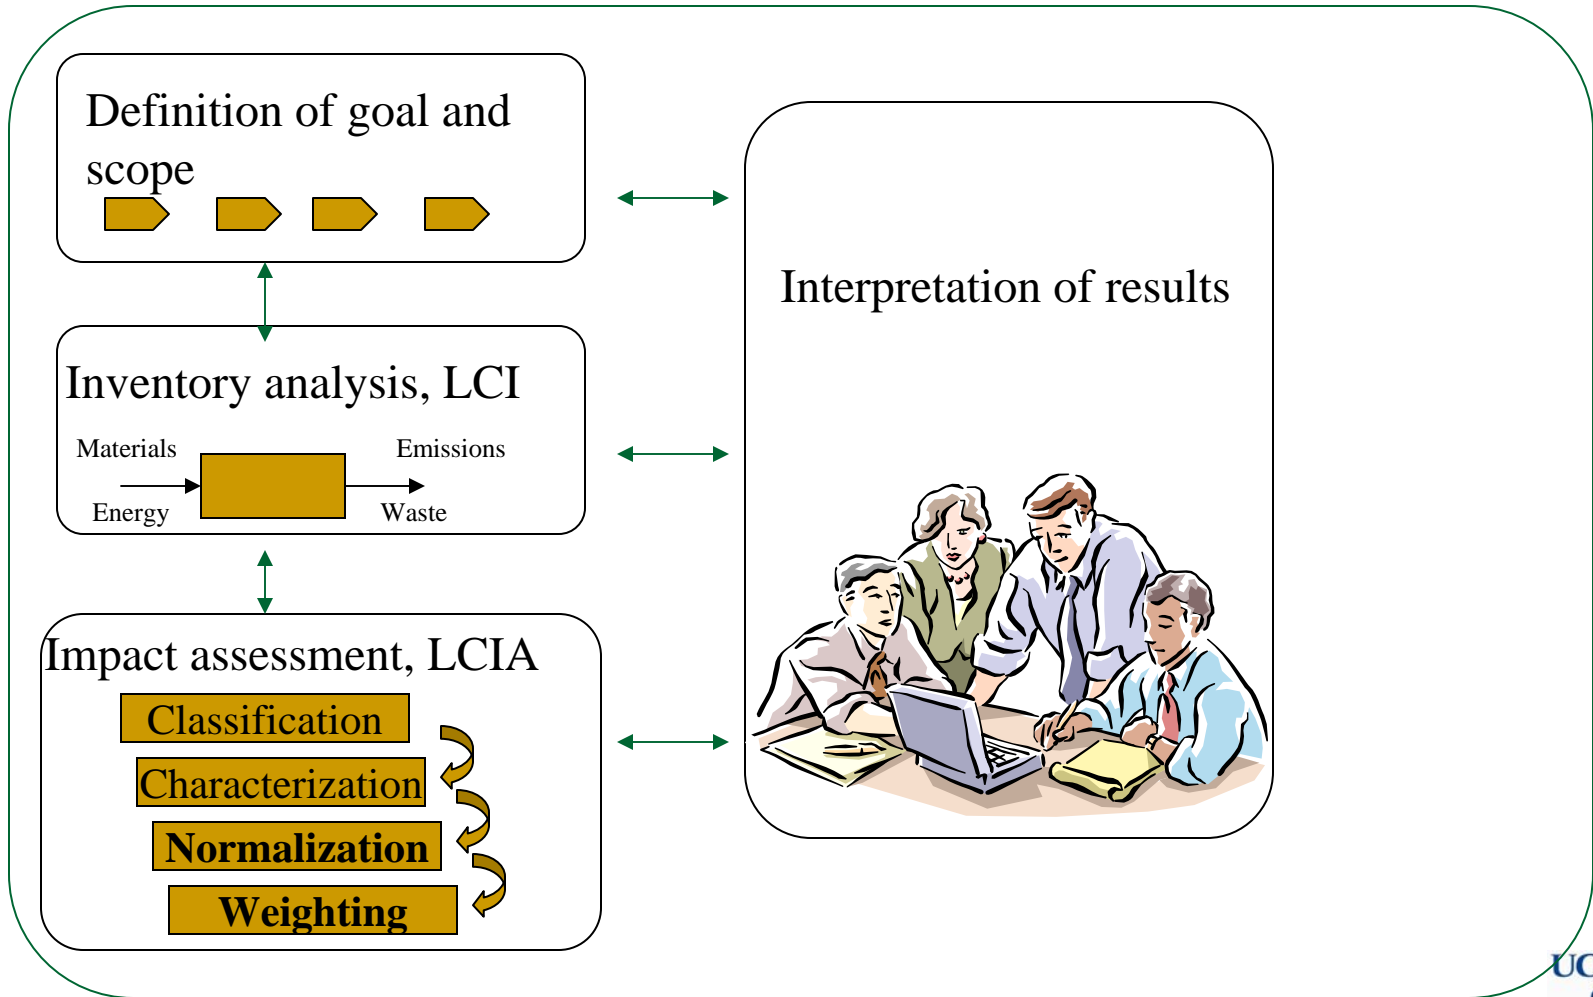 Definition of goal and
scope
Interpretation of results
Inventory analysis, LCI
Materials
Emissions
Energy
Waste
Impact assessment, LCIA
Classification
Characterization
Normalization
Weighting
UC